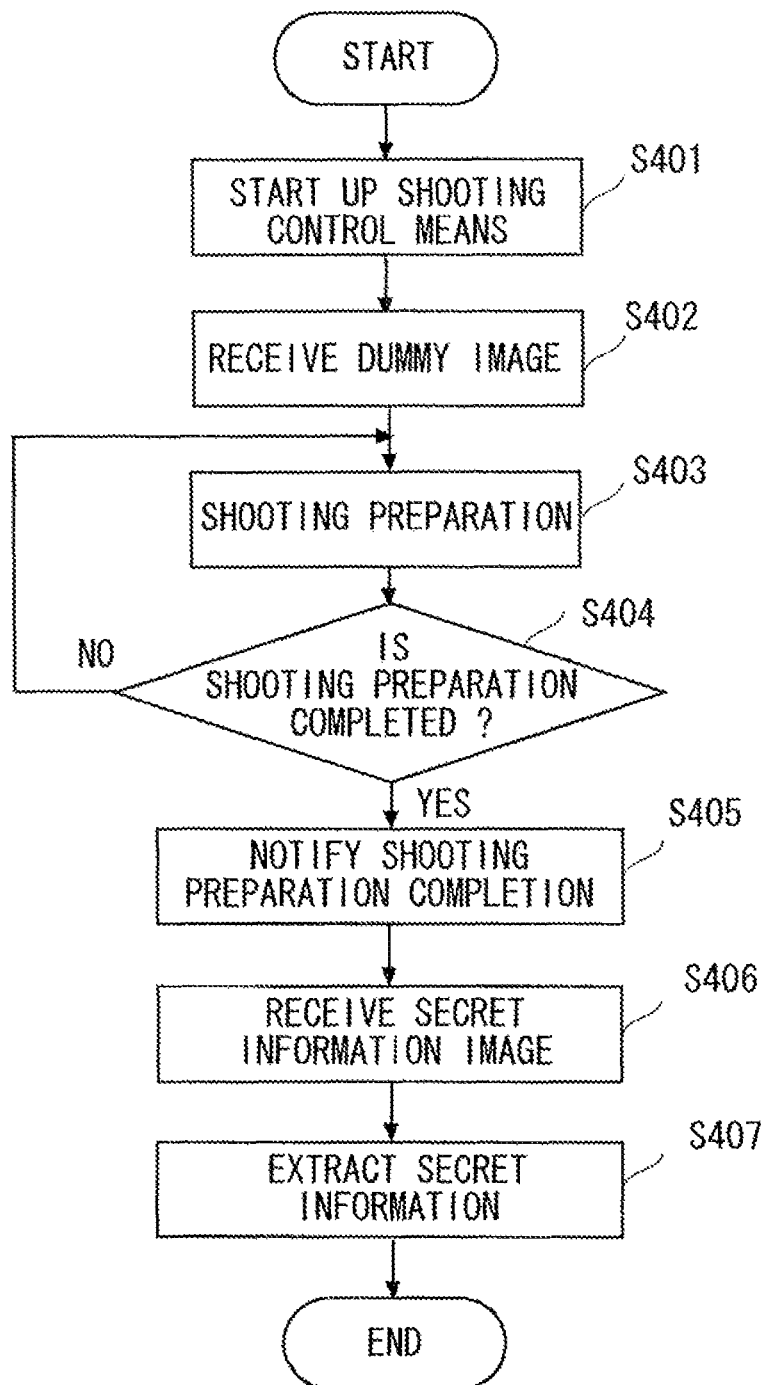 START
S401
START UP SHOOTING
CONTROL MEANS
S402
RECEIVE DUMMY IMAGE
S403
SHOOTING PREPARATION
S404
IS
SHOOTING PREPARATION
COMPLETED ?
NO
YES
S405
NOTIFY SHOOTING
PREPARATION COMPLETION
S406
RECEIVE SECRET
INFORMATION IMAGE
S407
EXTRACT SECRET
INFORMATION
END